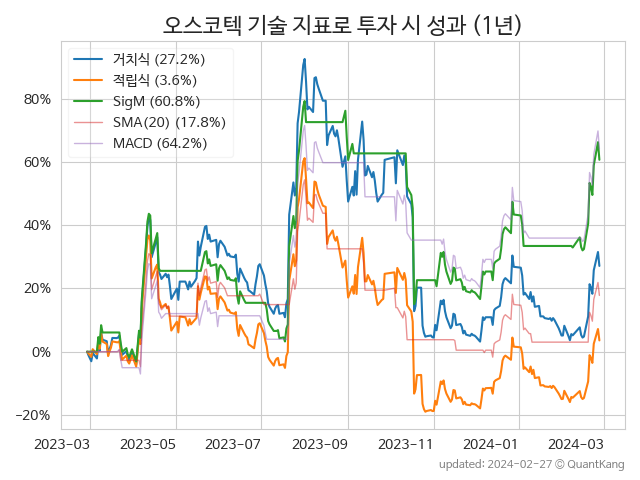 오스코텍 기술 지표로 투자 시 성과 (1년)
거치식 (27.2%)
적립식 (3.6%)
SigM (60.8%)
SMA(20) (17.8%)
MACD (64.2%)
80%
60%
40%
20%
0%
−20%
2023-03 2023-05 2023-07 2023-09 2023-11 2024-01 2024-03
updated: 2024-02-27 © QuantKang